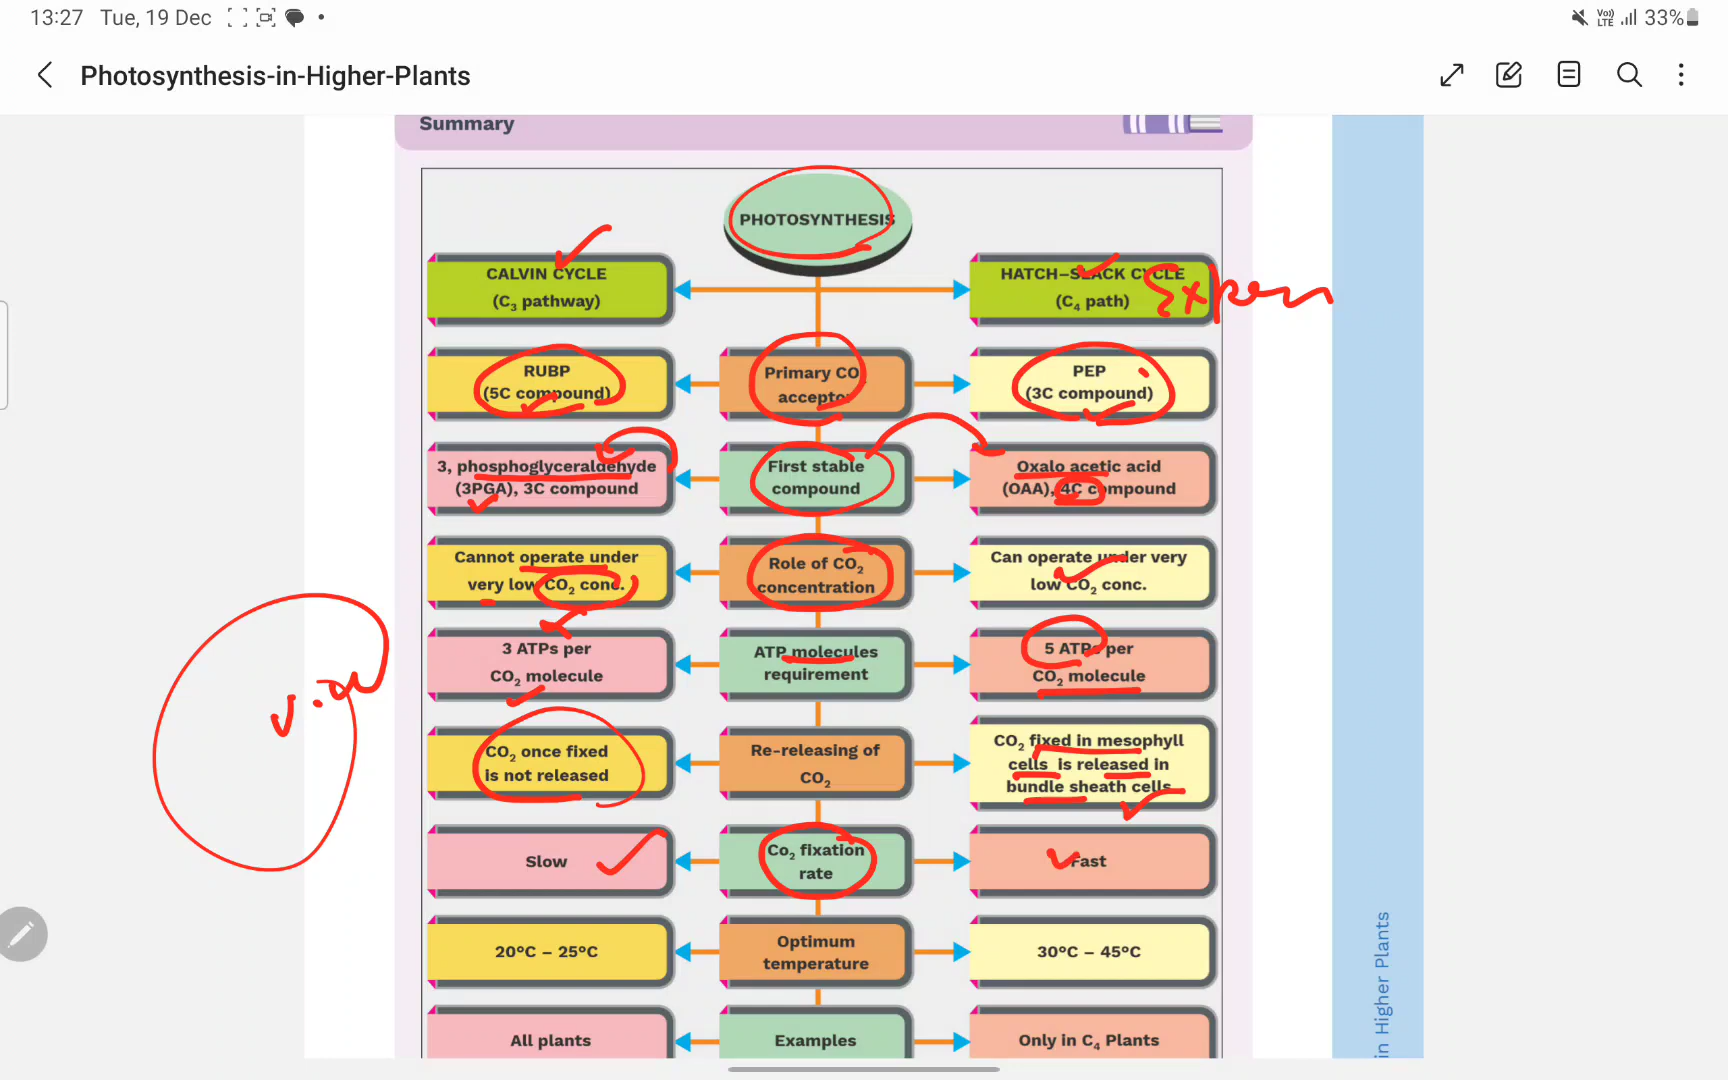 13:27 Tue, 19 Dec
Vo)) LTE 33%
Photosynthesis-in-Higher-Plants
Summary
PHOTOSYNTHESIS
CALVIN CYCLE
(C₃ pathway)
HATCH–SLACK CYCLE
(C₄ path)
RUBP
(5C compound)
Primary CO₂
acceptor
PEP
(3C compound)
3, phosphoglyceraldehyde
(3PGA), 3C compound
First stable
compound
Oxalo acetic acid
(OAA), 4C compound
Cannot operate under
very low CO₂ conc.
Role of CO₂
concentration
Can operate under very
low CO₂ conc.
3 ATPs per
CO₂ molecule
ATP molecules
requirement
5 ATPs per
CO₂ molecule
CO₂ once fixed
is not released
Re-releasing of
CO₂
CO₂ fixed in mesophyll
cells is released in
bundle sheath cells
Slow
Co₂ fixation
rate
Fast
20°C – 25°C
Optimum
temperature
30°C – 45°C
All plants
Examples
Only in C₄ Plants
in Higher Plants